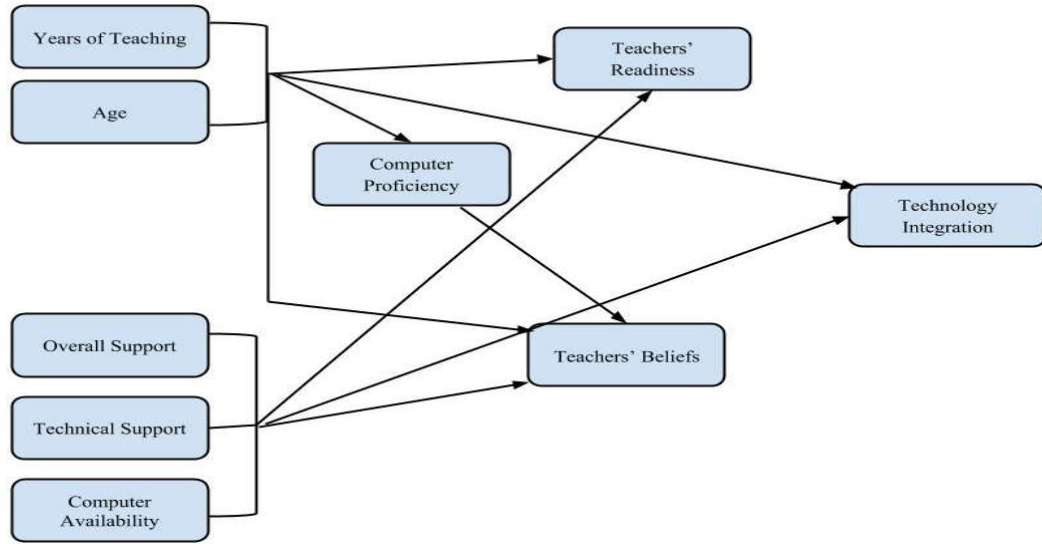 Years of Teaching
Age
Teachers’
Readiness
Computer
Proficiency
Technology
Integration
Overall Support
Teachers’ Beliefs
Technical Support
Computer
Availability